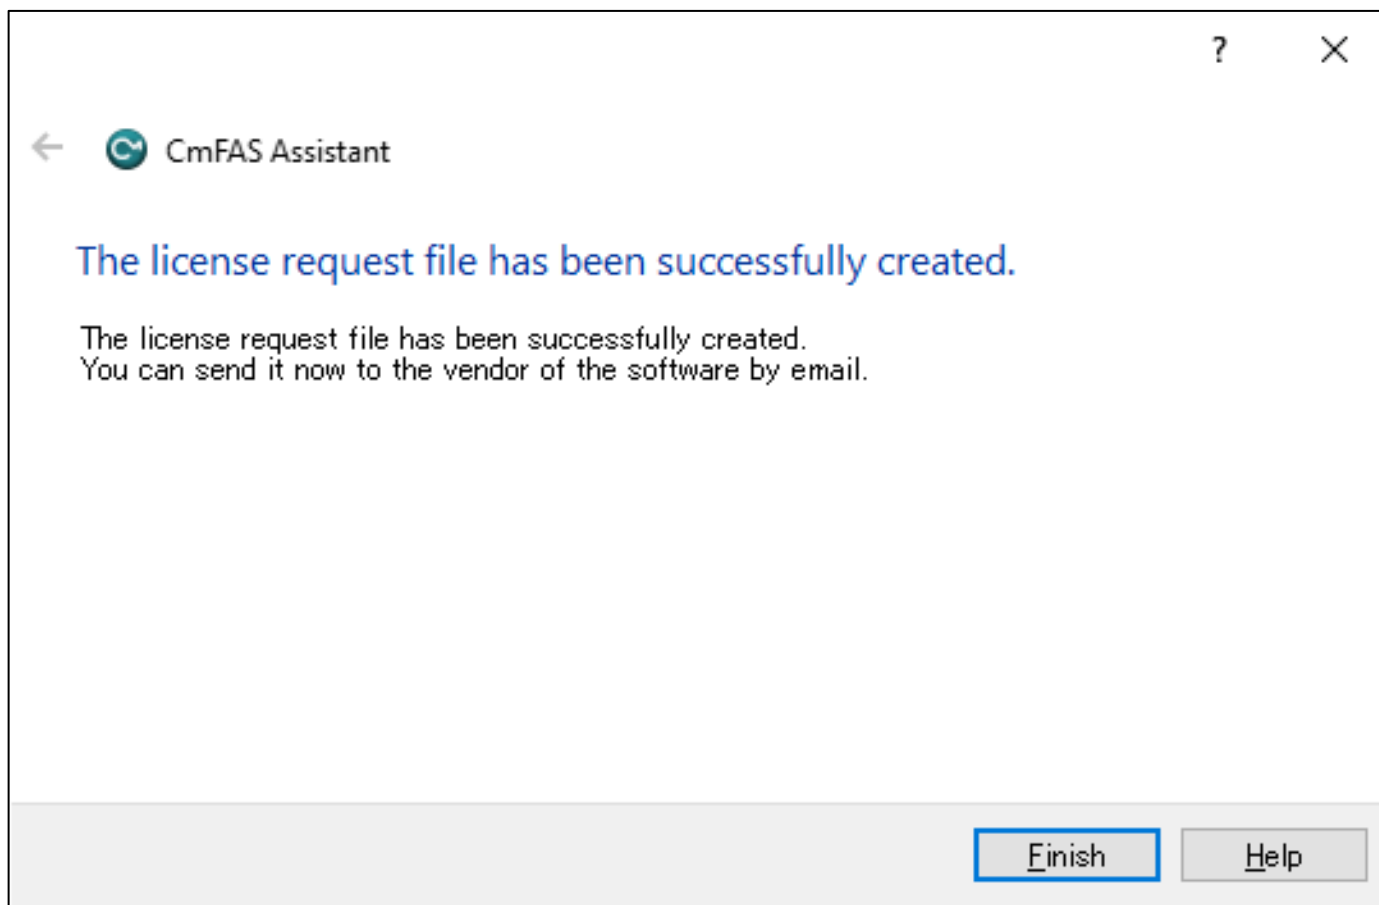 ?
CmFAS Assistant
The license request file has been successfully created.
The license request file has been successfully created.
You can send it now to the vendor of the software by email.
Finish
Help